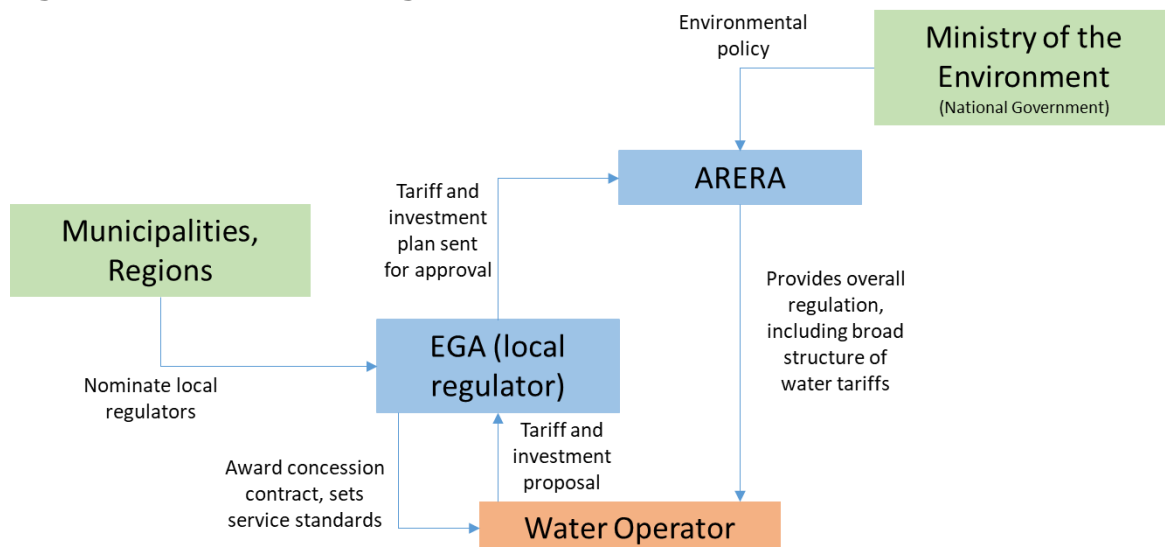 Environmental
policy
Ministry of the
Environment
(National Government)
ARERA
Tariff and
investment
plan sent
for approval
Municipalities,
Regions
Provides overall
regulation,
including broad
structure of
water tariffs
EGA (local
regulator)
Nominate local
regulators
Tariff and
investment
proposal
Award concession
contract, sets
service standards
Water Operator